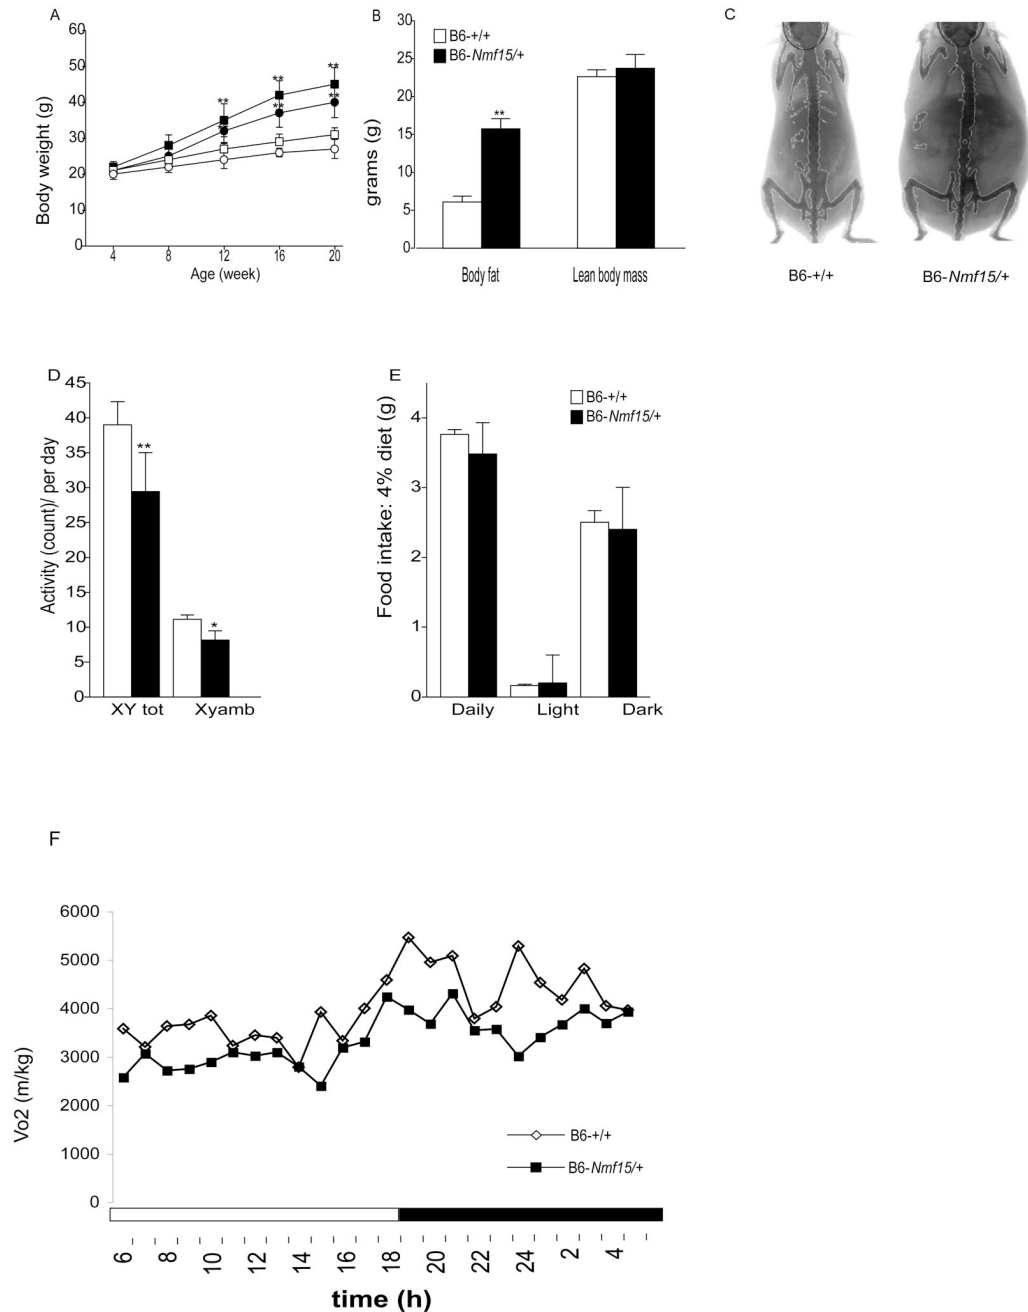 A
60
50
40
30
20
10
0
Body weight (g)
**
**
**
**
**
**
4
8
12
16
20
Age (week)
B
30
25
20
15
10
5
0
grams (g)
B6-+/+
B6-Nmf15/+
**
Body fat
Lean body mass
C
B6-+/+
B6-Nmf15/+
D
45
40
35
30
25
20
15
10
5
0
Activity (count)/ per day
**
*
XY tot
Xyamb
E
4
3
2
1
0
Food intake: 4% diet (g)
B6-+/+
B6-Nmf15/+
Daily
Light
Dark
F
6000
5000
4000
3000
2000
1000
0
Vo2 (m/kg)
B6-+/+
B6-Nmf15/+
6
8
10
12
14
16
18
20
22
24
2
4
time (h)